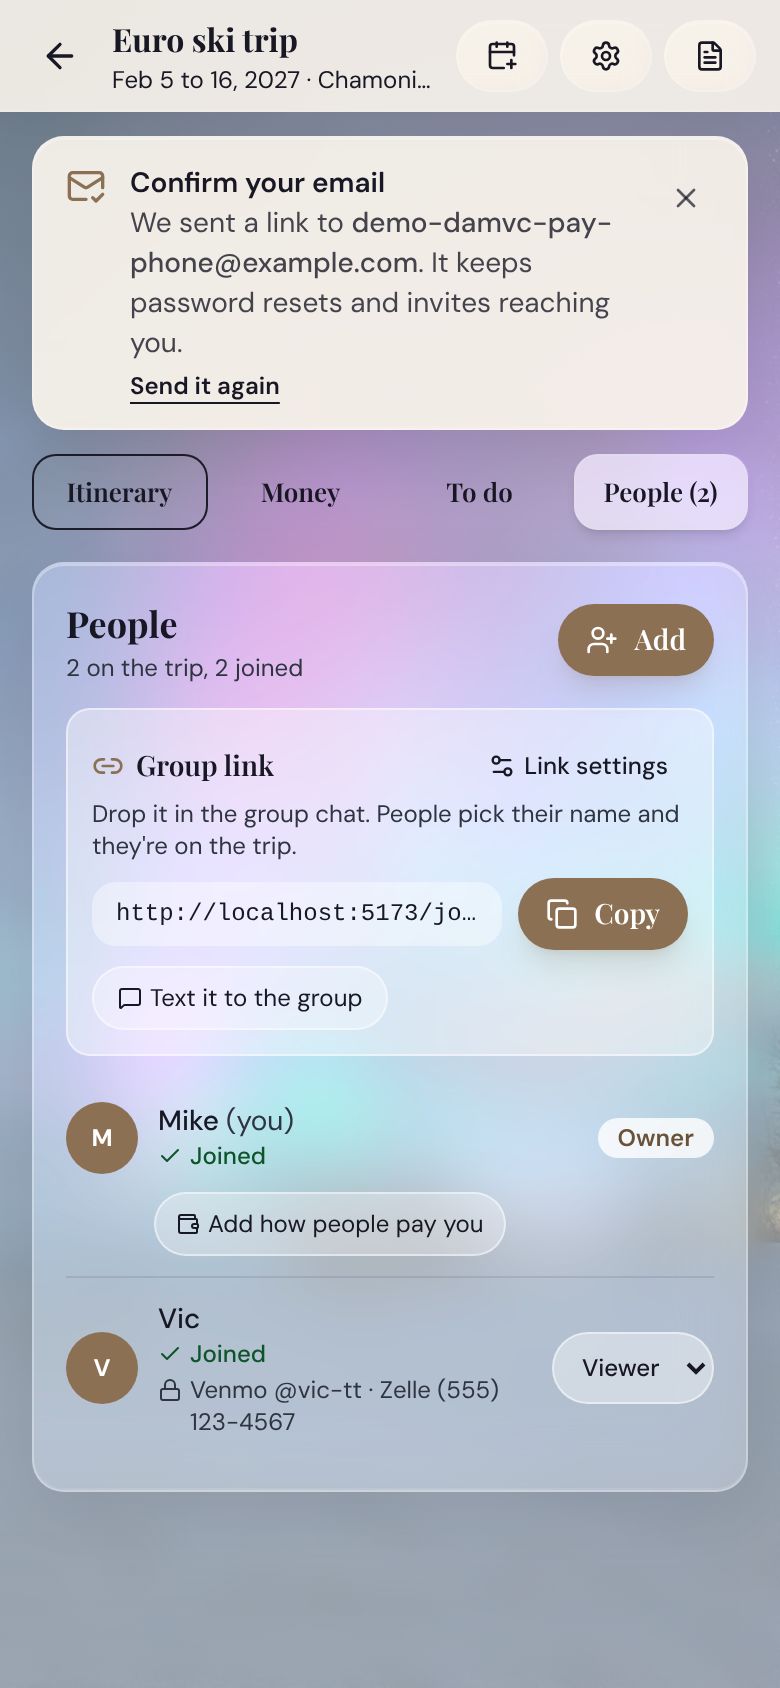 Euro ski trip
Feb 5 to 16, 2027 · Chamoni...
Confirm your email
We sent a link to demo-damvc-pay-
phone@example.com. It keeps
password resets and invites reaching
you.
Send it again
Itinerary
Money
To do
People (2)
People
2 on the trip, 2 joined
Add
Group link
Link settings
Drop it in the group chat. People pick their name and
they're on the trip.
http://localhost:5173/jo...
Copy
Text it to the group
M
Mike (you)
Joined
Owner
Add how people pay you
V
Vic
Joined
Venmo @vic-tt · Zelle (555)
123-4567
Viewer